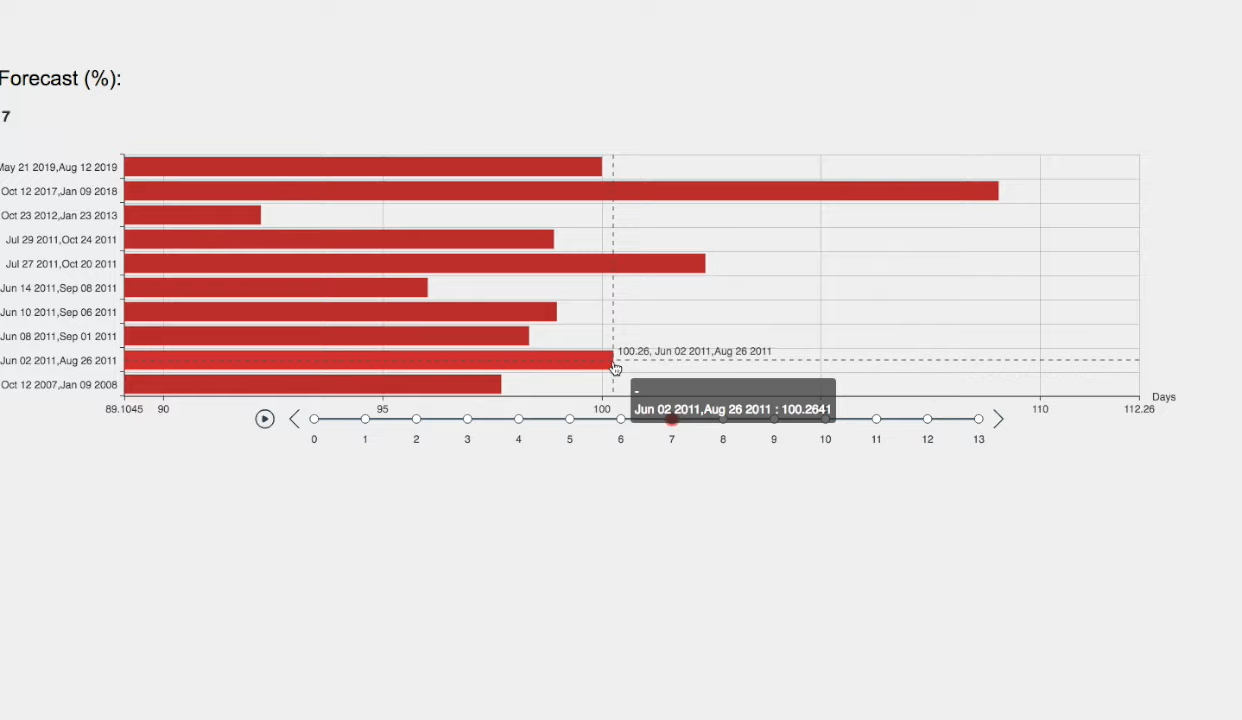 Forecast (%):
7
May 21 2019,Aug 12 2019
Oct 12 2017,Jan 09 2018
Oct 23 2012,Jan 23 2013
Jul 29 2011,Oct 24 2011
Jul 27 2011,Oct 20 2011
Jun 14 2011,Sep 08 2011
Jun 10 2011,Sep 06 2011
Jun 08 2011,Sep 01 2011
100.26, Jun 02 2011,Aug 26 2011
Jun 02 2011,Aug 26 2011
Oct 12 2007,Jan 09 2008
-
Jun 02 2011,Aug 26 2011 : 100.2641
Days
89.1045 90 95 100 110 112.26
0 1 2 3 4 5 6 7 8 9 10 11 12 13